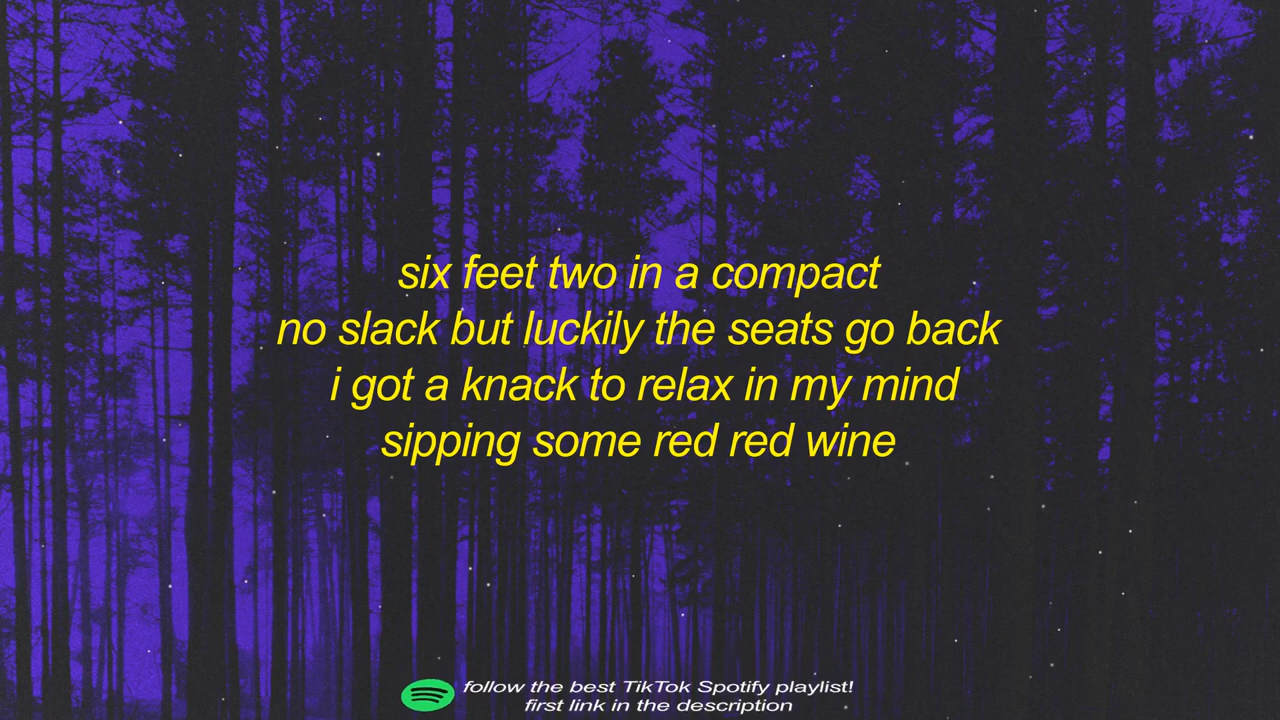 six feet two in a compact
no slack but luckily the seats go back
i got a knack to relax in my mind
sipping some red red wine
follow the best TikTok Spotify playlist!
first link in the description